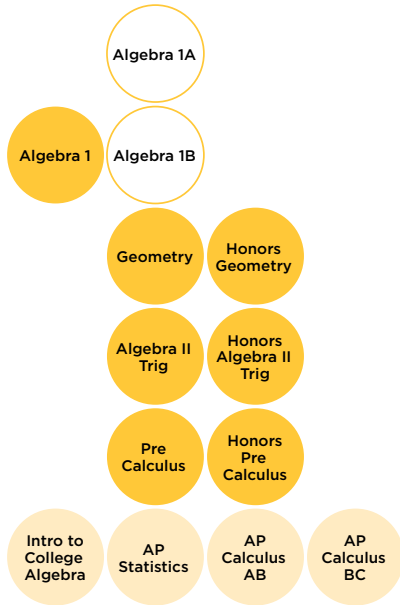 Algebra 1A
Algebra 1
Algebra 1B
Geometry
Honors
Geometry
Algebra II
Trig
Honors
Algebra II
Trig
Pre
Calculus
Honors
Pre
Calculus
Intro to
College
Algebra
AP
Statistics
AP
Calculus
AB
AP
Calculus
BC